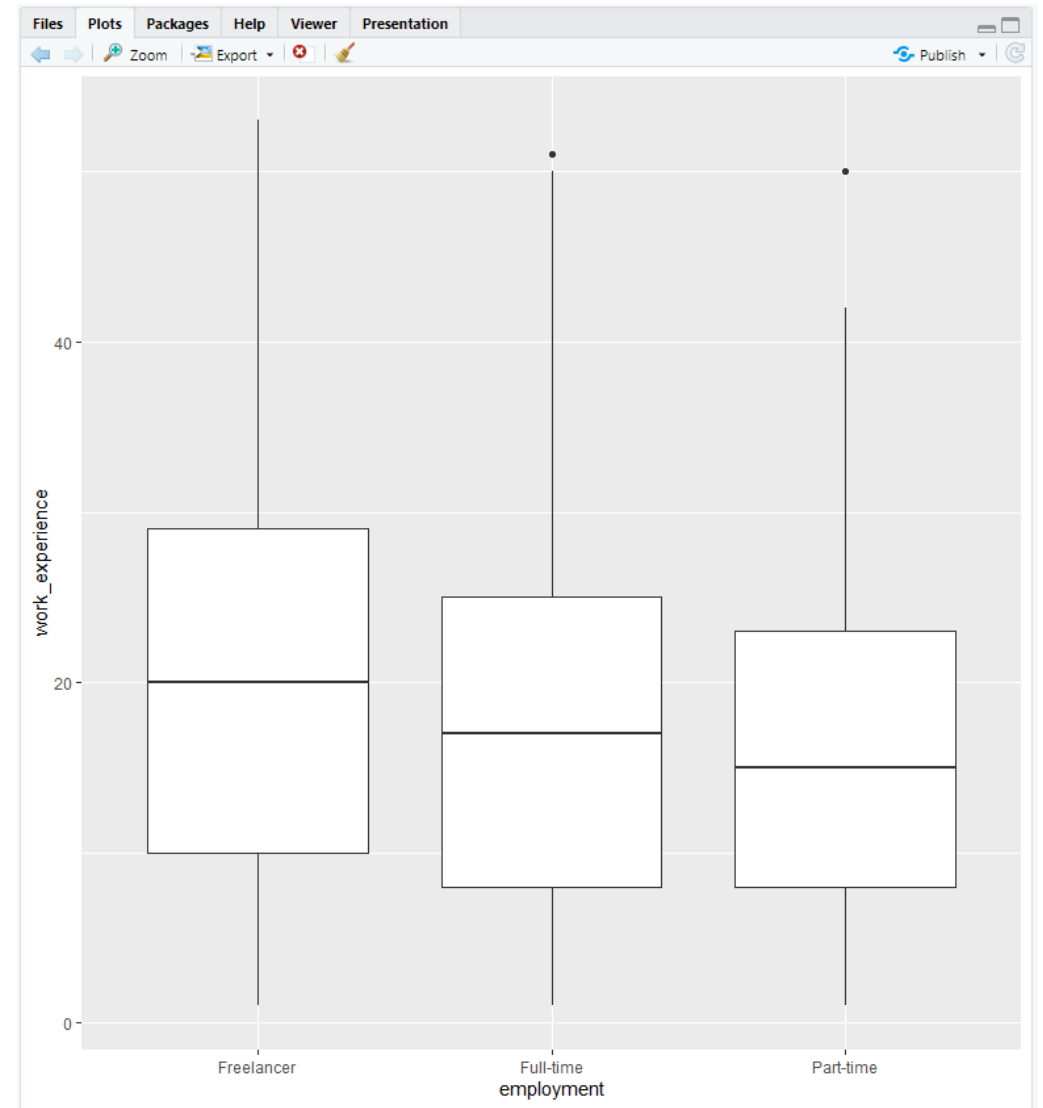 Files Plots Packages Help Viewer Presentation
Zoom Export Publish
40
20
0
work_experience
Freelancer Full-time Part-time
employment